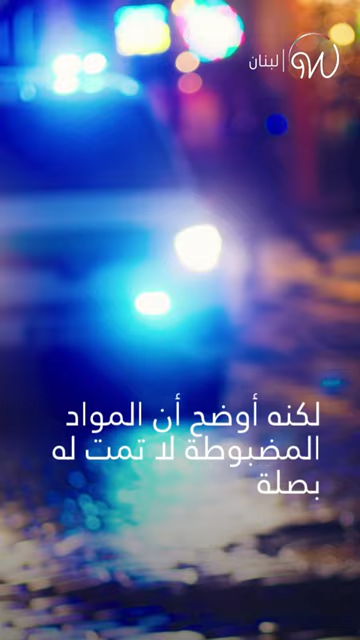 لبنان | W
لكنه أوضح أن المواد
المضبوطة لا تمت له
بصلة